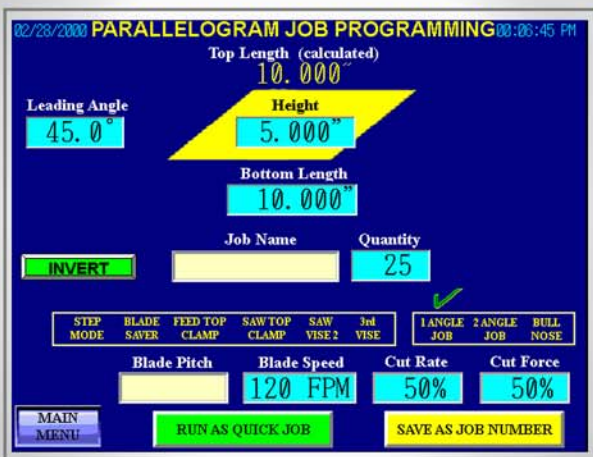 02/28/2000 PARALLELOGRAM JOB PROGRAMMING 00:06:45 PM
Top Length (calculated)
10.000"
Leading Angle
45.0°
Height
5.000"
Bottom Length
10.000"
Job Name
Quantity
INVERT
25
STEP MODE
BLADE SAVER
FEED TOP CLAMP
SAW TOP CLAMP
SAW VISE 2
3rd VISE
1 ANGLE JOB
2 ANGLE JOB
BULL NOSE
Blade Pitch
Blade Speed
Cut Rate
Cut Force
120 FPM
50%
50%
MAIN MENU
RUN AS QUICK JOB
SAVE AS JOB NUMBER